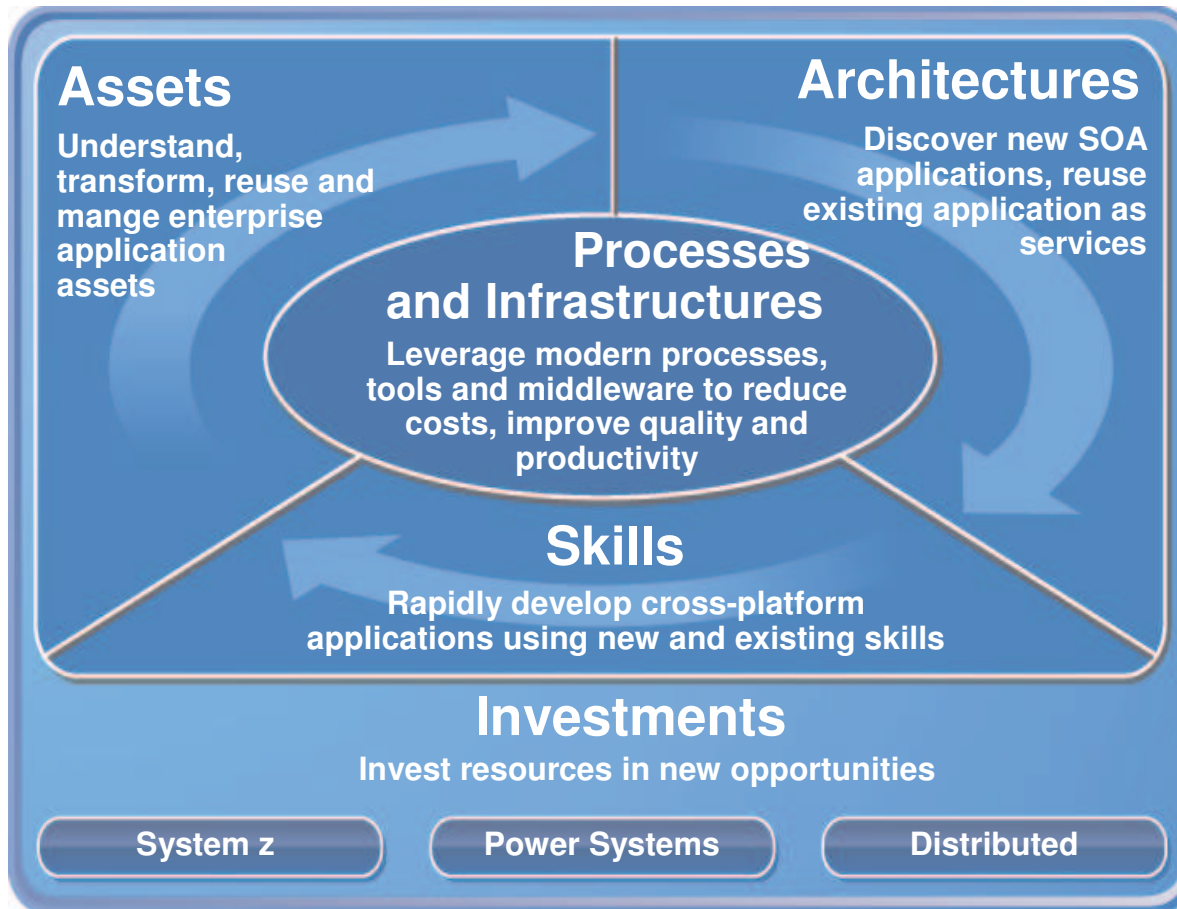 Assets
Understand,
transform, reuse and
mange enterprise
application
assets
Architectures
Discover new SOA
applications, reuse
existing application as
services
Processes
and Infrastructures
Leverage modern processes,
tools and middleware to reduce
costs, improve quality and
productivity
Skills
Rapidly develop cross-platform
applications using new and existing skills
Investments
Invest resources in new opportunities
System z
Power Systems
Distributed